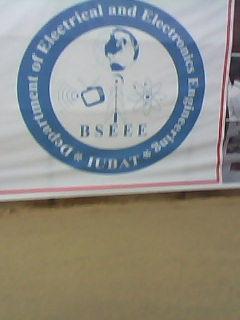 Department of Electrical and Electronics Engineering
BSEEE
IUBAT